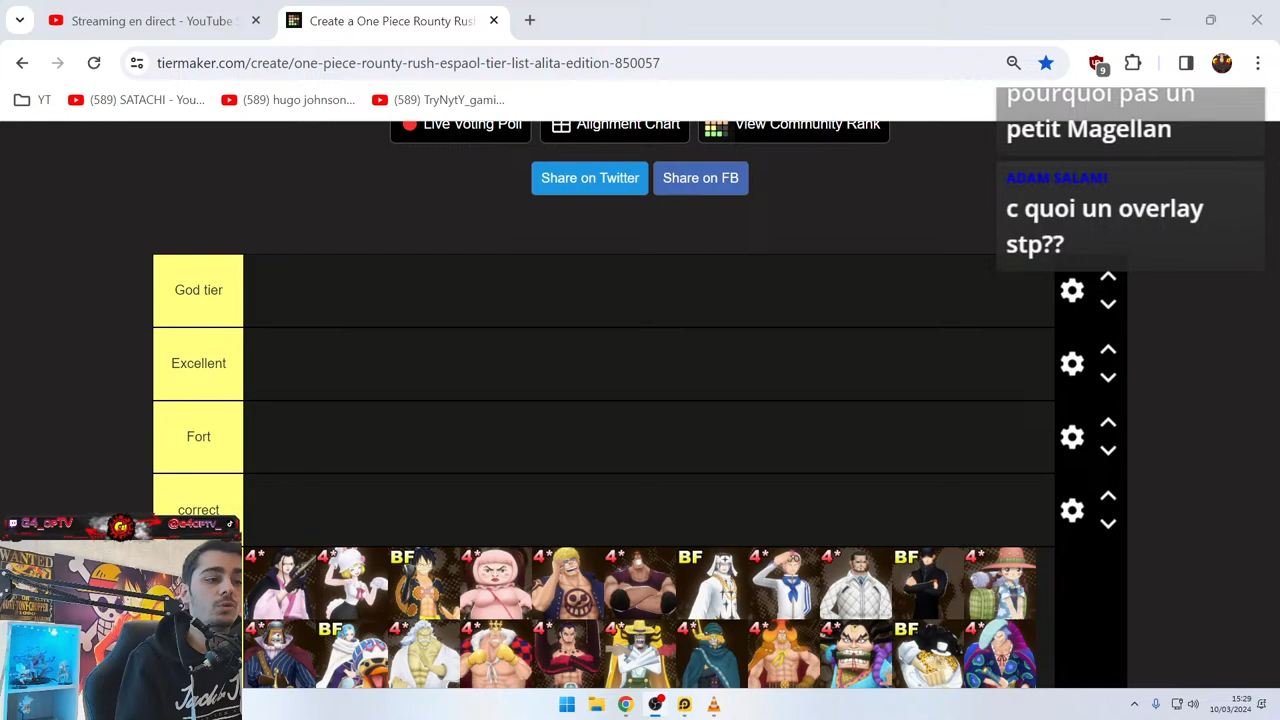 Streaming en direct - YouTube S
Create a One Piece Rounty Rush
tiermaker.com/create/one-piece-rounty-rush-espaol-tier-list-alita-edition-850057
9
YT
(589) SATACHI - You...
(589) hugo johnson...
(589) TryNytY_gami...
Live Voting Poll
Alignment Chart
View Community Rank
pourquoi pas un
petit Magellan
Share on Twitter
Share on FB
ADAM SALAMI
c quoi un overlay
stp??
God tier
Excellent
Fort
correct
G4_opTV
@G4opTV_
WANTED
4* 4* BF 4* 4* 4* BF 4* 4* BF 4*
4* BF 4* 4* 4* 4* 4* 4* 4* BF 4*
15:29
10/03/2024